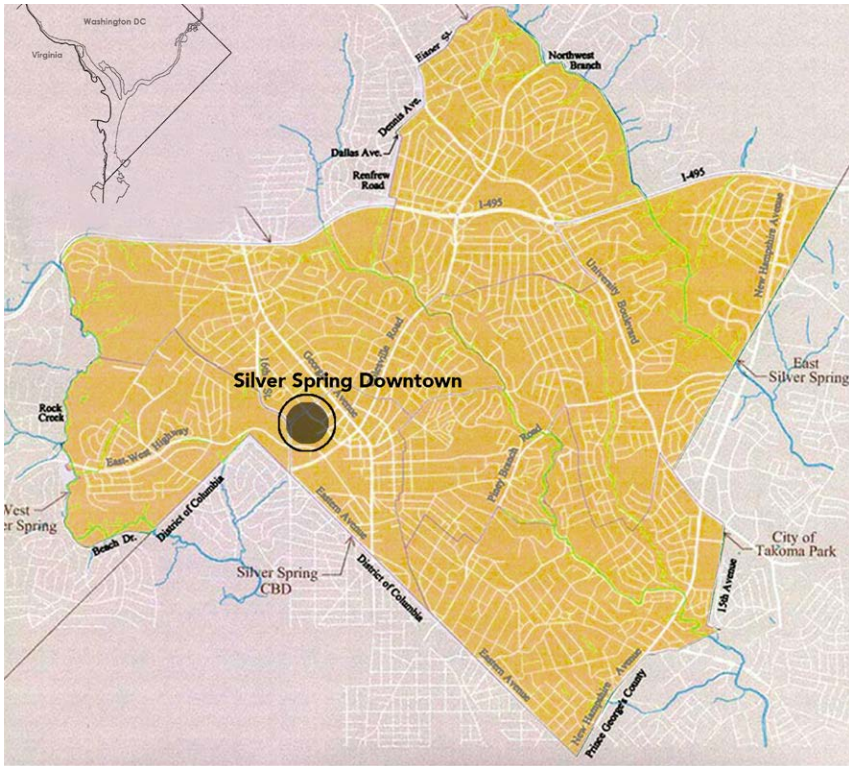 Washington DC
Virginia
Eisner St.
Northwest
Branch
Dennis Ave.
Dallas Ave.
Renfrew
Road
I-495
I-495
New Hampshire Avenue
University Boulevard
Colesville Road
16th St.
Georgia Avenue
Silver Spring Downtown
East
Silver Spring
Rock
Creek
East-West Highway
Piney Branch Road
West
er Spring
Beach Dr.
District of Columbia
Eastern Avenue
Silver Spring
CBD
District of Columbia
City of
Takoma Park
15th Avenue
Eastern Avenue
New Hampshire Avenue
Prince George's County